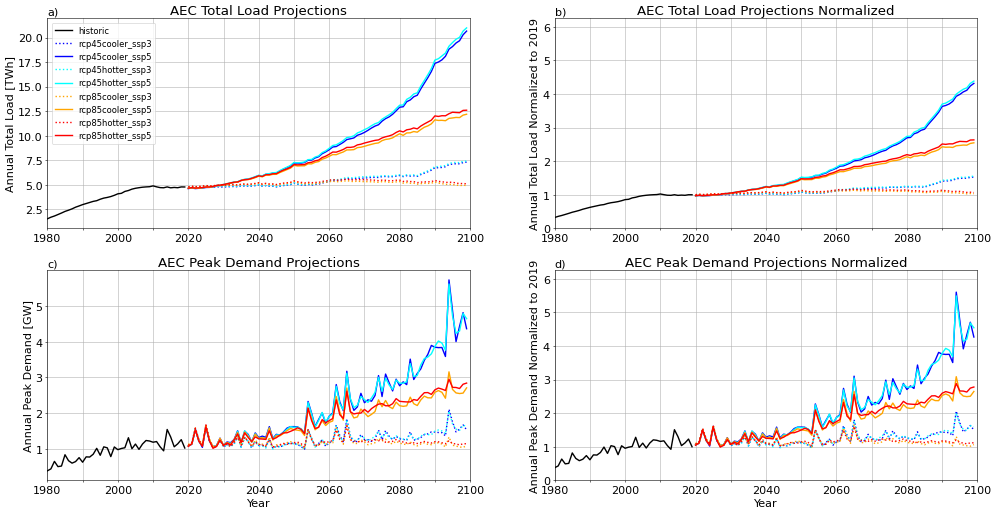 a)
AEC Total Load Projections
Annual Total Load [TWh]
20.0
17.5
15.0
12.5
10.0
7.5
5.0
2.5
historic
rcp45cooler_ssp3
rcp45cooler_ssp5
rcp45hotter_ssp3
rcp45hotter_ssp5
rcp85cooler_ssp3
rcp85cooler_ssp5
rcp85hotter_ssp3
rcp85hotter_ssp5
1980 2000 2020 2040 2060 2080 2100
b)
AEC Total Load Projections Normalized
Annual Total Load Normalized to 2019
6
5
4
3
2
1
0
1980 2000 2020 2040 2060 2080 2100
c)
AEC Peak Demand Projections
Annual Peak Demand [GW]
5
4
3
2
1
1980 2000 2020 2040 2060 2080 2100
Year
d)
AEC Peak Demand Projections Normalized
Annual Peak Demand Normalized to 2019
6
5
4
3
2
1
0
1980 2000 2020 2040 2060 2080 2100
Year